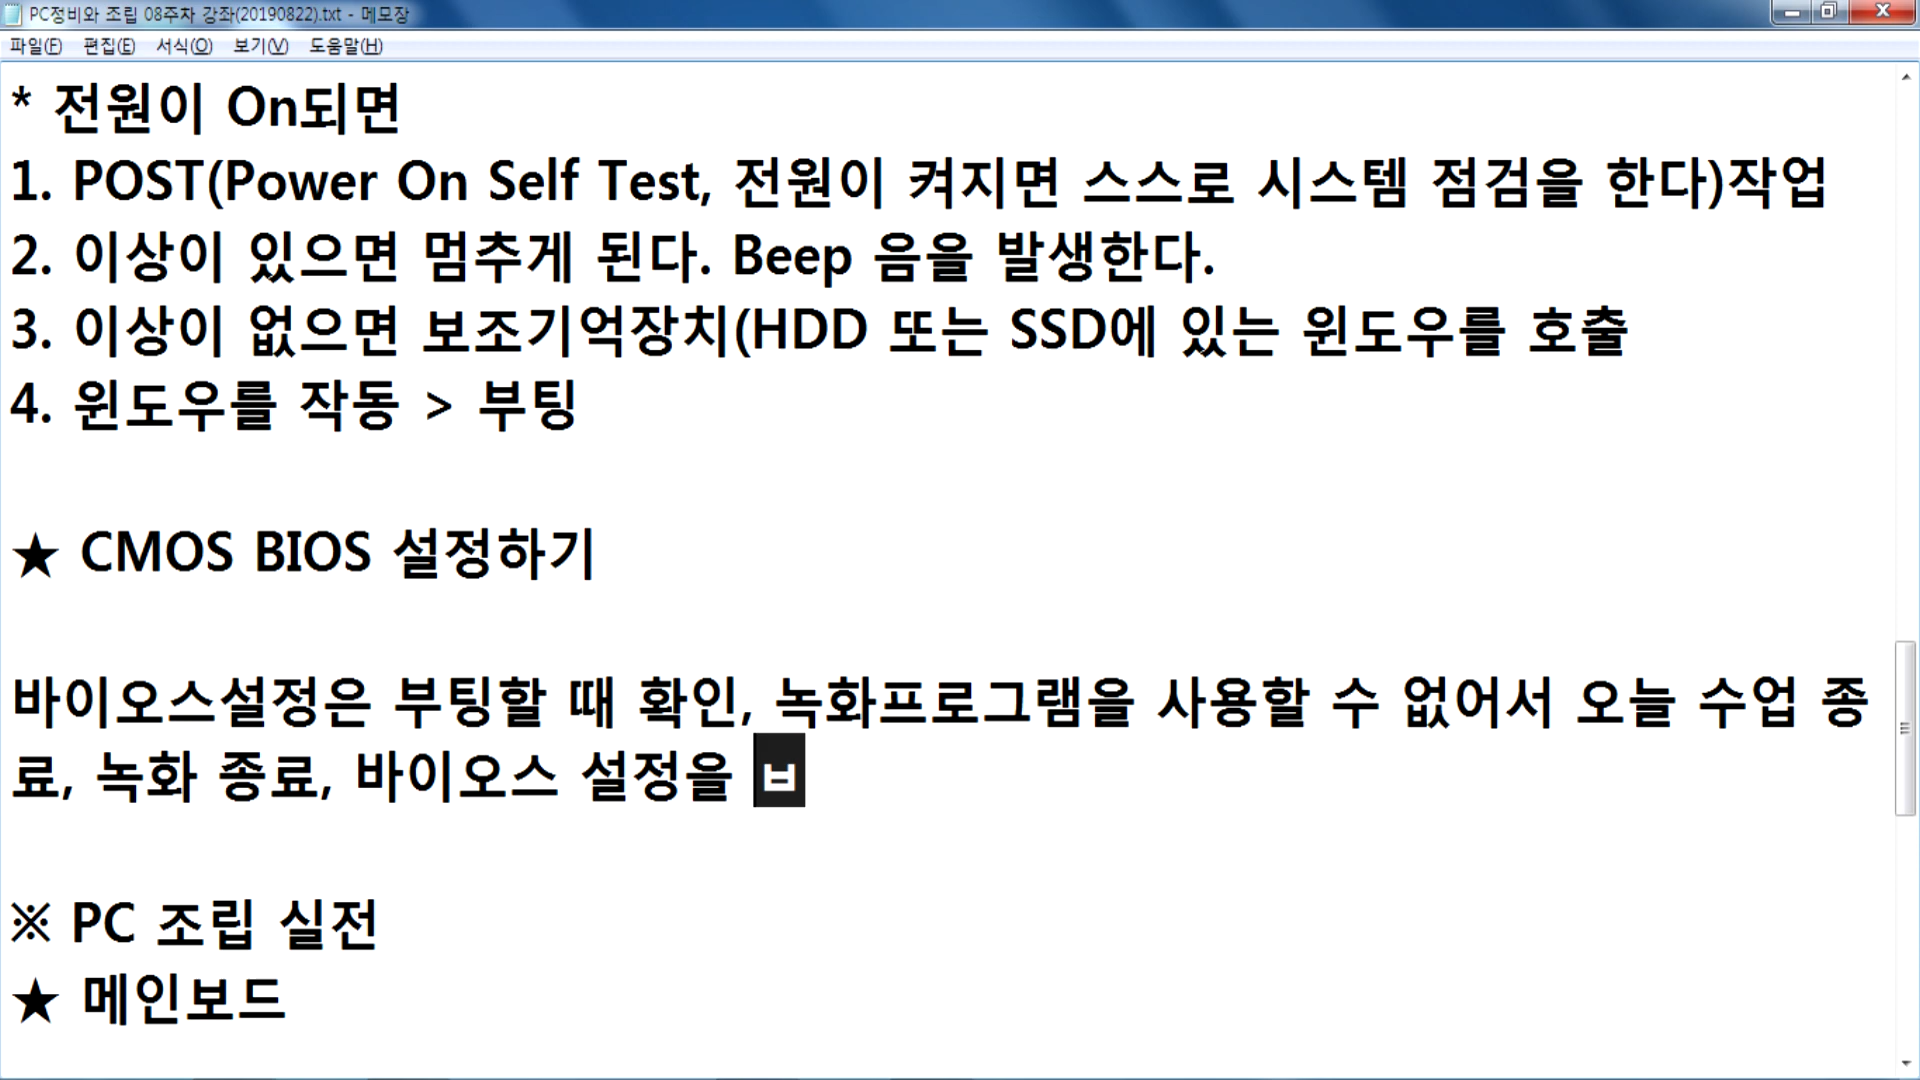 PC정비와 조립 08주차 강좌(20190822).txt - 메모장
파일(F) 편집(E) 서식(O) 보기(V) 도움말(H)
* 전원이 On되면
1. POST(Power On Self Test, 전원이 켜지면 스스로 시스템 점검을 한다)작업
2. 이상이 있으면 멈추게 된다. Beep 음을 발생한다.
3. 이상이 없으면 보조기억장치(HDD 또는 SSD에 있는 윈도우를 호출
4. 윈도우를 작동 > 부팅
★ CMOS BIOS 설정하기
바이오스설정은 부팅할 때 확인, 녹화프로그램을 사용할 수 없어서 오늘 수업 종
료, 녹화 종료, 바이오스 설정을 ㅂ
※ PC 조립 실전
★ 메인보드